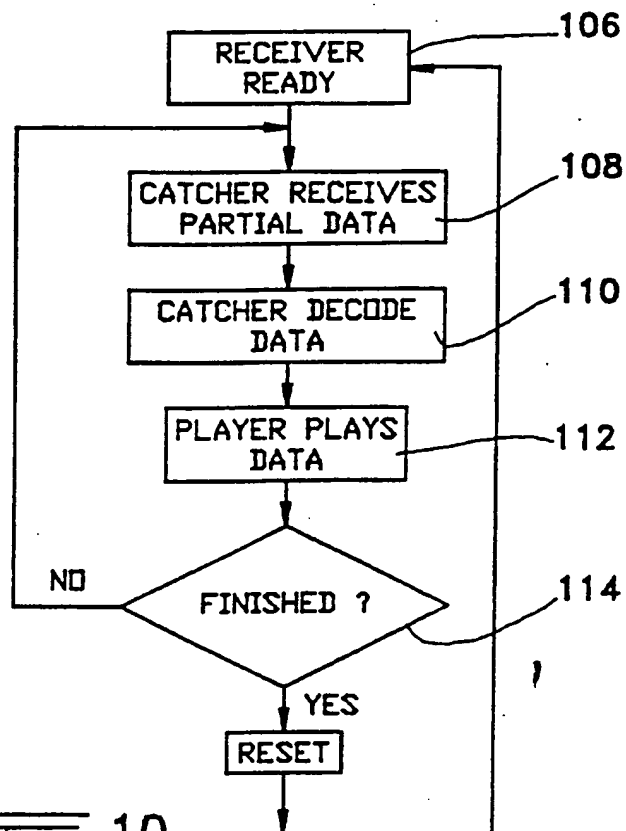 106
RECEIVER
READY
108
CATCHER RECEIVES
PARTIAL DATA
110
CATCHER DECODE
DATA
112
PLAYER PLAYS
DATA
114
FINISHED ?
NO
YES
RESET
10